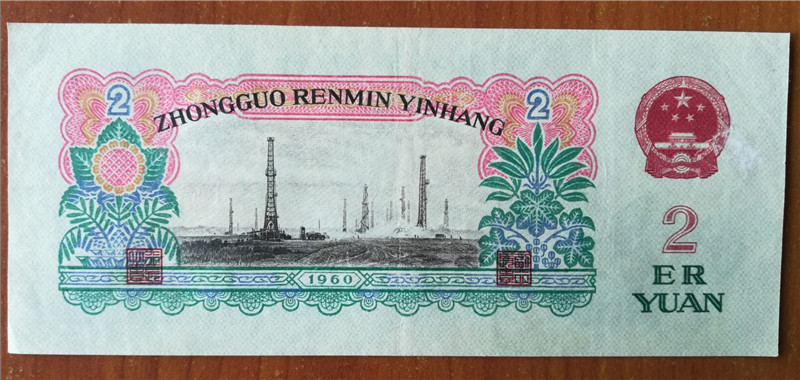 2
2
ZHONGGUO RENMIN YINHANG
1960
2
ER
YUAN